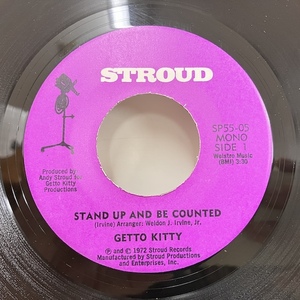 STROUD
Produced by
Andy Stroud &
Getto Kitty
Productions
SP55-05
MONO
SIDE 1
Melstro Music
(BMI) 3:30
STAND UP AND BE COUNTED
(Irvine) Arranger: Weldon J. Irvine, Jr.
GETTO KITTY
℗ and © 1972 Stroud Records
Manufactured by Stroud Productions
and Enterprises, Inc.